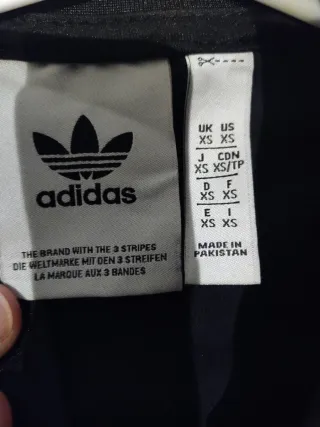 adidas
THE BRAND WITH THE 3 STRIPES
DIE WELTMARKE MIT DEN 3 STREIFEN
LA MARQUE AUX 3 BANDES
UK US
XS XS
J CDN
XS XS/TP
D F
XS XS
E I
XS XS
MADE IN
PAKISTAN